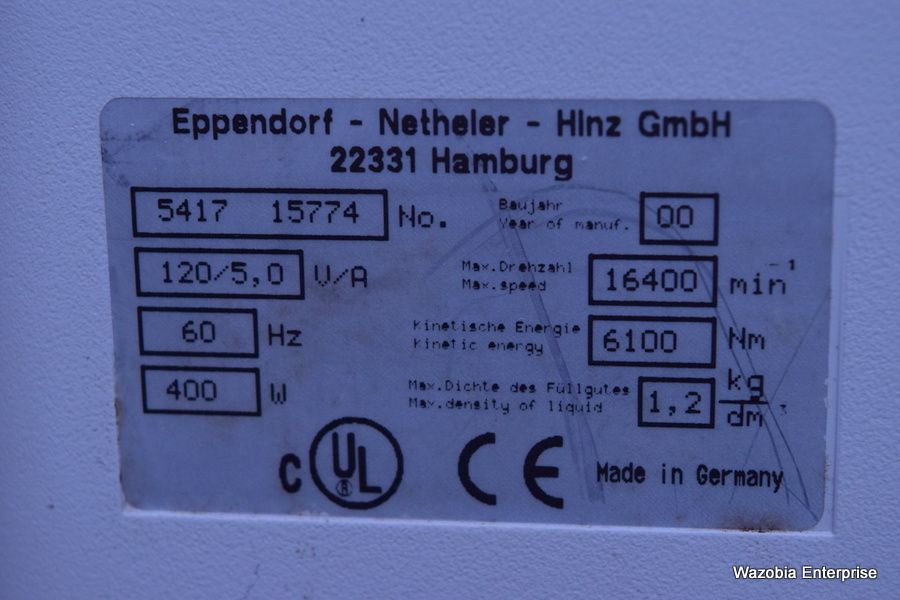 Eppendorf - Netheler - Hinz GmbH
22331 Hamburg
5417 15774 No.
Baujahr
Year of manuf. 00
120/5,0 V/A
Max.Drehzahl
Max.speed 16400 min-1
60 Hz
Kinetische Energie
kinetic energy 6100 Nm
400 W
Max.Dichte des Füllgutes
Max.density of liquid 1,2 kg/dm3
C UL ® CE Made in Germany
Wazobia Enterprise